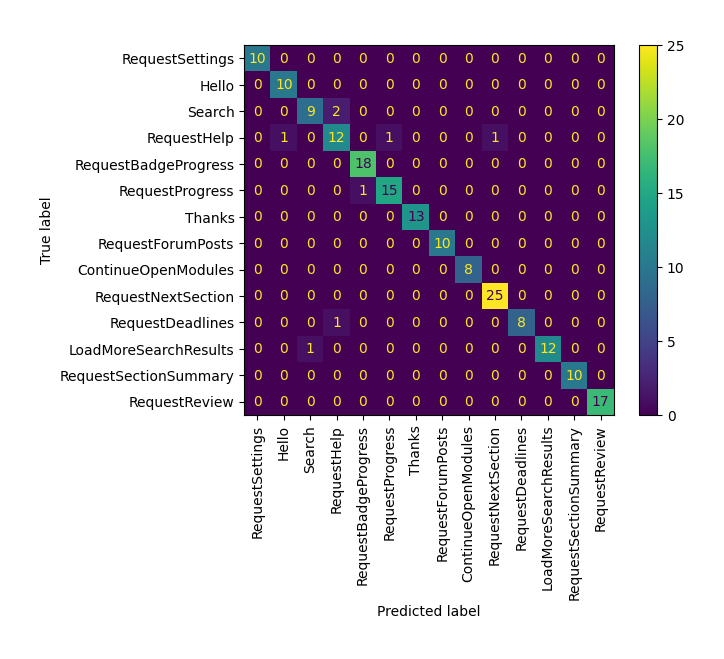 RequestSettings 10 0 0 0 0 0 0 0 0 0 0 0 0 0
Hello 0 10 0 0 0 0 0 0 0 0 0 0 0 0
Search 0 0 9 2 0 0 0 0 0 0 0 0 0 0
RequestHelp 0 1 0 12 0 1 0 0 0 1 0 0 0 0
RequestBadgeProgress 0 0 0 0 18 0 0 0 0 0 0 0 0 0
RequestProgress 0 0 0 0 1 15 0 0 0 0 0 0 0 0
Thanks 0 0 0 0 0 0 13 0 0 0 0 0 0 0
RequestForumPosts 0 0 0 0 0 0 0 10 0 0 0 0 0 0
ContinueOpenModules 0 0 0 0 0 0 0 0 8 0 0 0 0 0
RequestNextSection 0 0 0 0 0 0 0 0 0 25 0 0 0 0
RequestDeadlines 0 0 0 1 0 0 0 0 0 0 8 0 0 0
LoadMoreSearchResults 0 0 1 0 0 0 0 0 0 0 0 12 0 0
RequestSectionSummary 0 0 0 0 0 0 0 0 0 0 0 0 10 0
RequestReview 0 0 0 0 0 0 0 0 0 0 0 0 0 17
True label
RequestSettings
Hello
Search
RequestHelp
RequestBadgeProgress
RequestProgress
Thanks
RequestForumPosts
ContinueOpenModules
RequestNextSection
RequestDeadlines
LoadMoreSearchResults
RequestSectionSummary
RequestReview
Predicted label
25
20
15
10
5
0